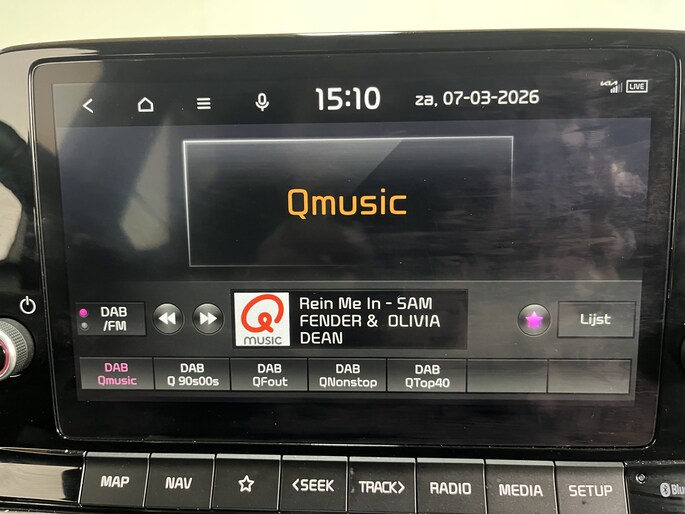 15:10
za, 07-03-2026
LIVE
Qmusic
DAB
/FM
MUSIC
Rein Me In - SAM
FENDER & OLIVIA
DEAN
Lijst
DAB
Qmusic
DAB
Q 90s00s
DAB
QFout
DAB
QNonstop
DAB
QTop40
MAP
NAV
<SEEK
TRACK>
RADIO
MEDIA
SETUP
Blu